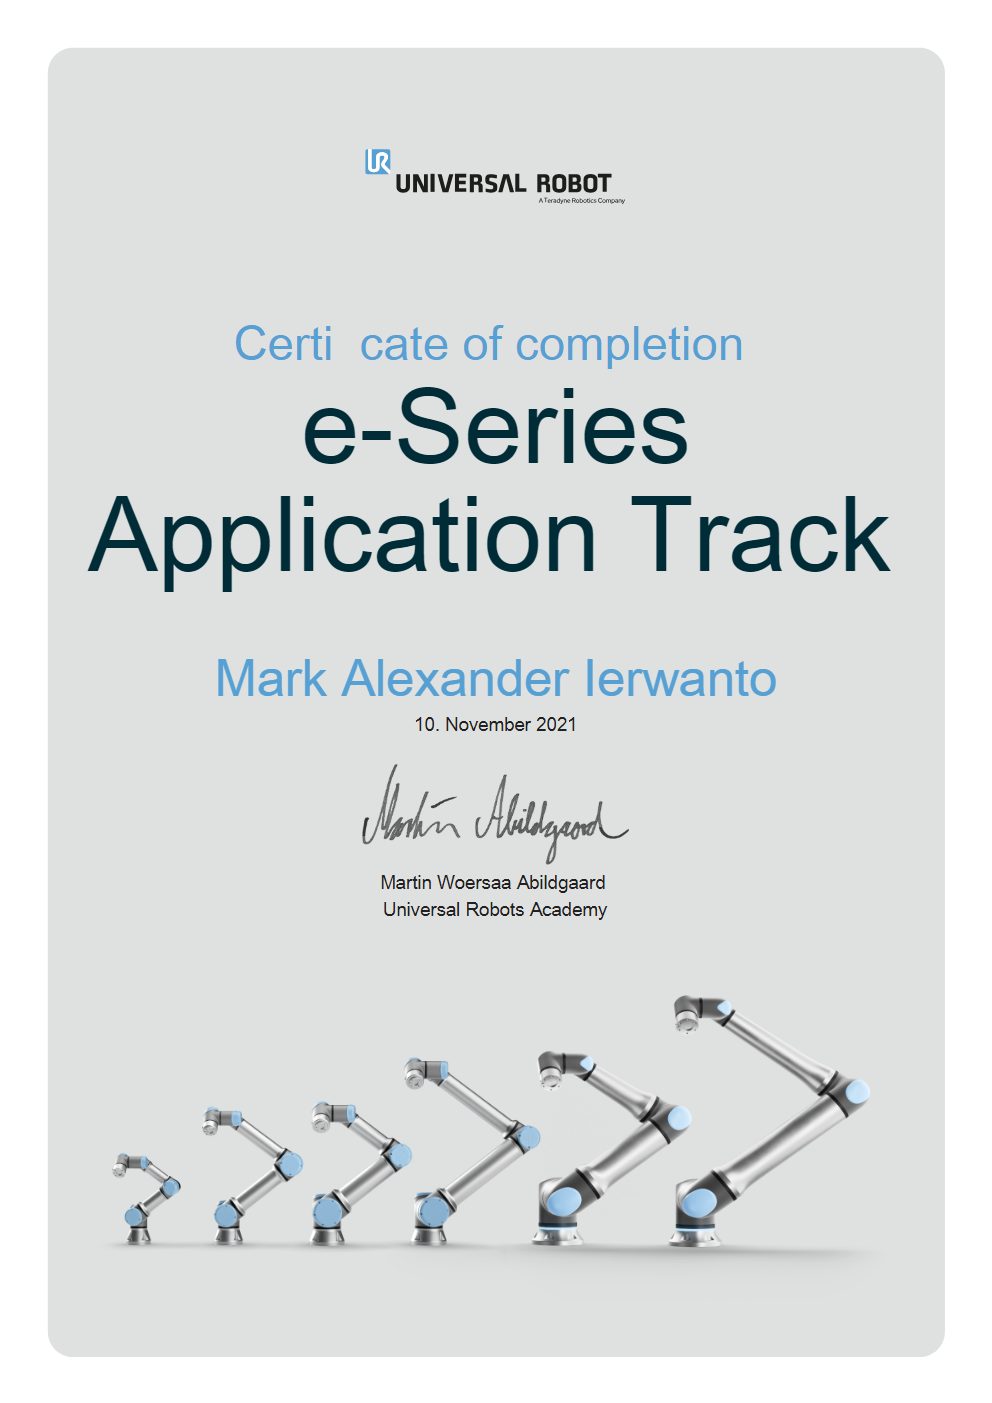 UR
UNIVERSAL ROBOT
A Teradyne Robotics Company
Certi cate of completion
e-Series
Application Track
Mark Alexander Ierwanto
10. November 2021
Martin Abildgaard
Martin Woersaa Abildgaard
Universal Robots Academy